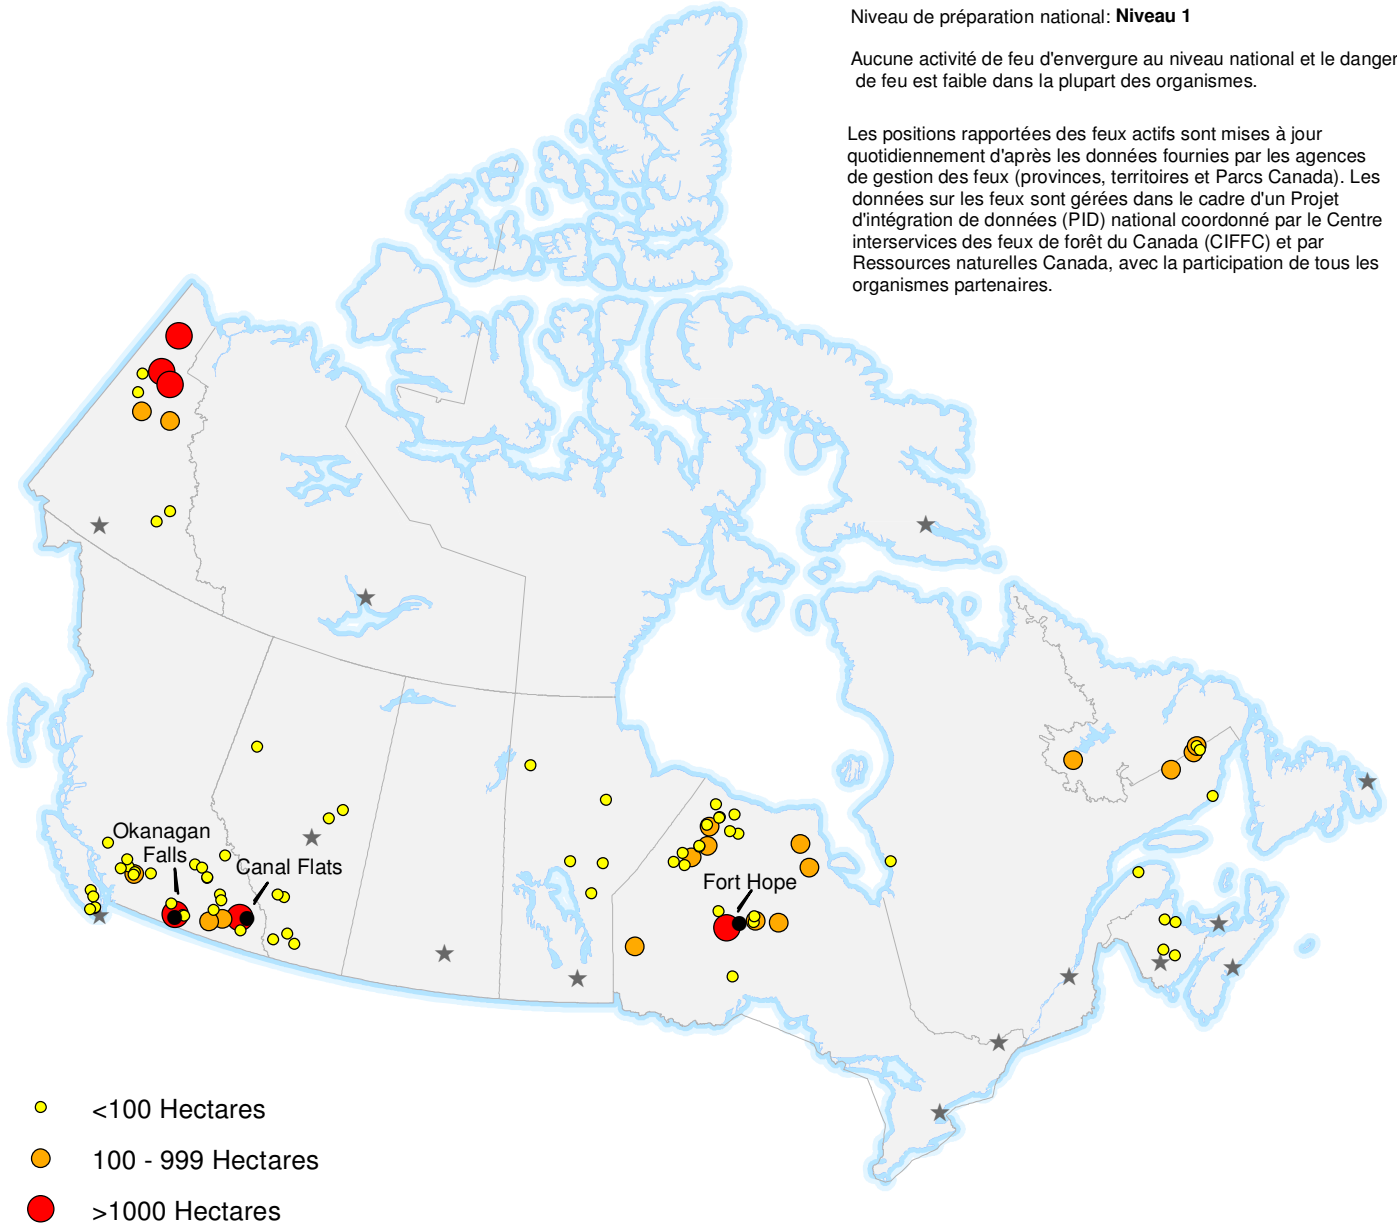 Niveau de préparation national: Niveau 1
Aucune activité de feu d'envergure au niveau national et le danger
de feu est faible dans la plupart des organismes.
Les positions rapportées des feux actifs sont mises à jour
quotidiennement d'après les données fournies par les agences
de gestion des feux (provinces, territoires et Parcs Canada). Les
données sur les feux sont gérées dans le cadre d'un Projet
d'intégration de données (PID) national coordonné par le Centre
interservices des feux de forêt du Canada (CIFFC) et par
Ressources naturelles Canada, avec la participation de tous les
organismes partenaires.
Okanagan
Falls
Canal Flats
Fort Hope
<100 Hectares
100 - 999 Hectares
>1000 Hectares